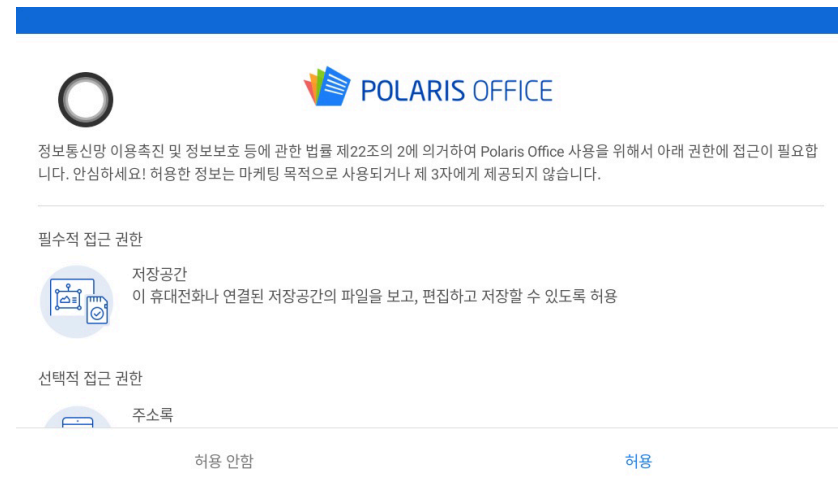 POLARIS OFFICE
정보통신망 이용촉진 및 정보보호 등에 관한 법률 제22조의 2에 의거하여 Polaris Office 사용을 위해서 아래 권한에 접근이 필요합
니다. 안심하세요! 허용한 정보는 마케팅 목적으로 사용되거나 제 3자에게 제공되지 않습니다.
필수적 접근 권한
저장공간
이 휴대전화나 연결된 저장공간의 파일을 보고, 편집하고 저장할 수 있도록 허용
선택적 접근 권한
주소록
허용 안함
허용